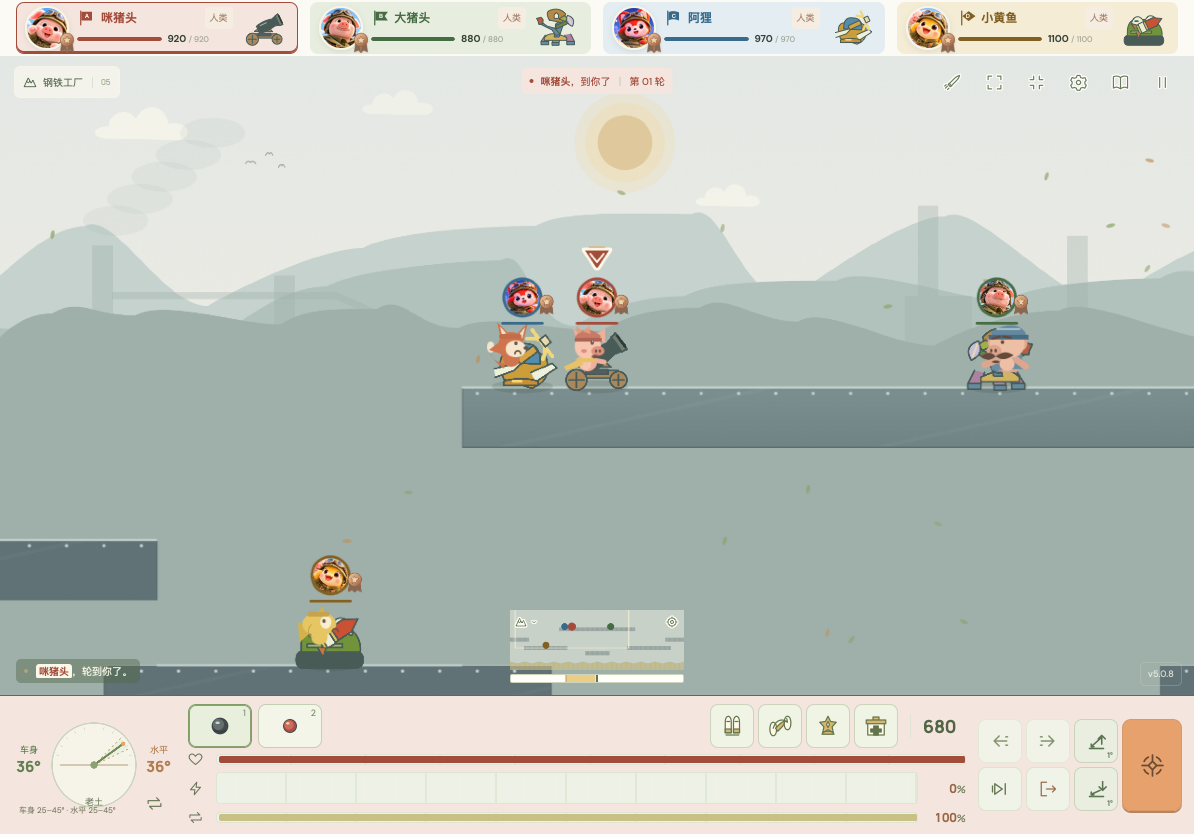 A 咪猪头 人类
920 / 920
大猪头 人类
880 / 880
阿狸 人类
970 / 970
小黄鱼 人类
1100 / 1100
钢铁工厂 05
咪猪头，到你了 第 01 轮
咪猪头，轮到你了。
v5.0.8
1
2
680
车身
36°
水平
36°
老土
车身 25–45° · 水平 25–45°
0%
100%
1°
1°